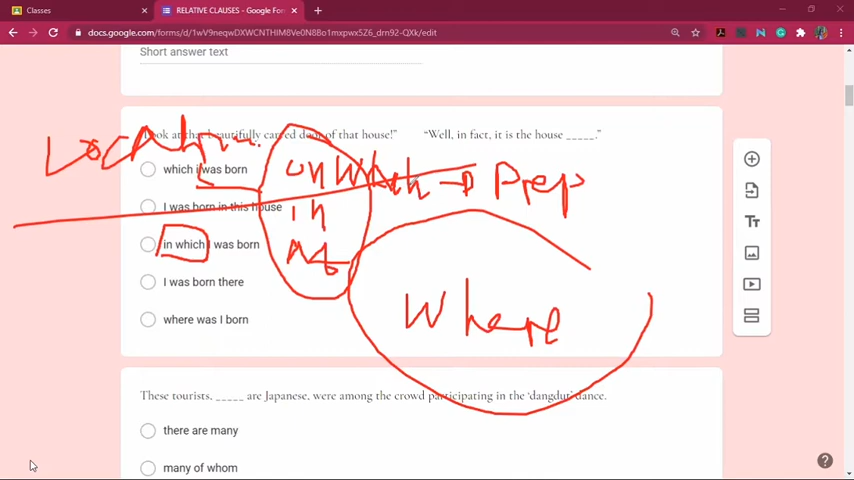 Classes
RELATIVE CLAUSES - Google Fo
docs.google.com/forms/d/1wV9neqwDXWCNTHIM8Ve0N8Bo1mxpwx5Z6_drn92-QXk/edit
Short answer text
Look at that beautifully carved door of that house!" "Well, in fact, it is the house _____."
Location
which I was born
on which → Prep
I was born in this house
in
in which I was born
At
I was born there
where
where was I born
These tourists, _____ are Japanese, were among the crowd participating in the 'dangdut' dance.
there are many
many of whom